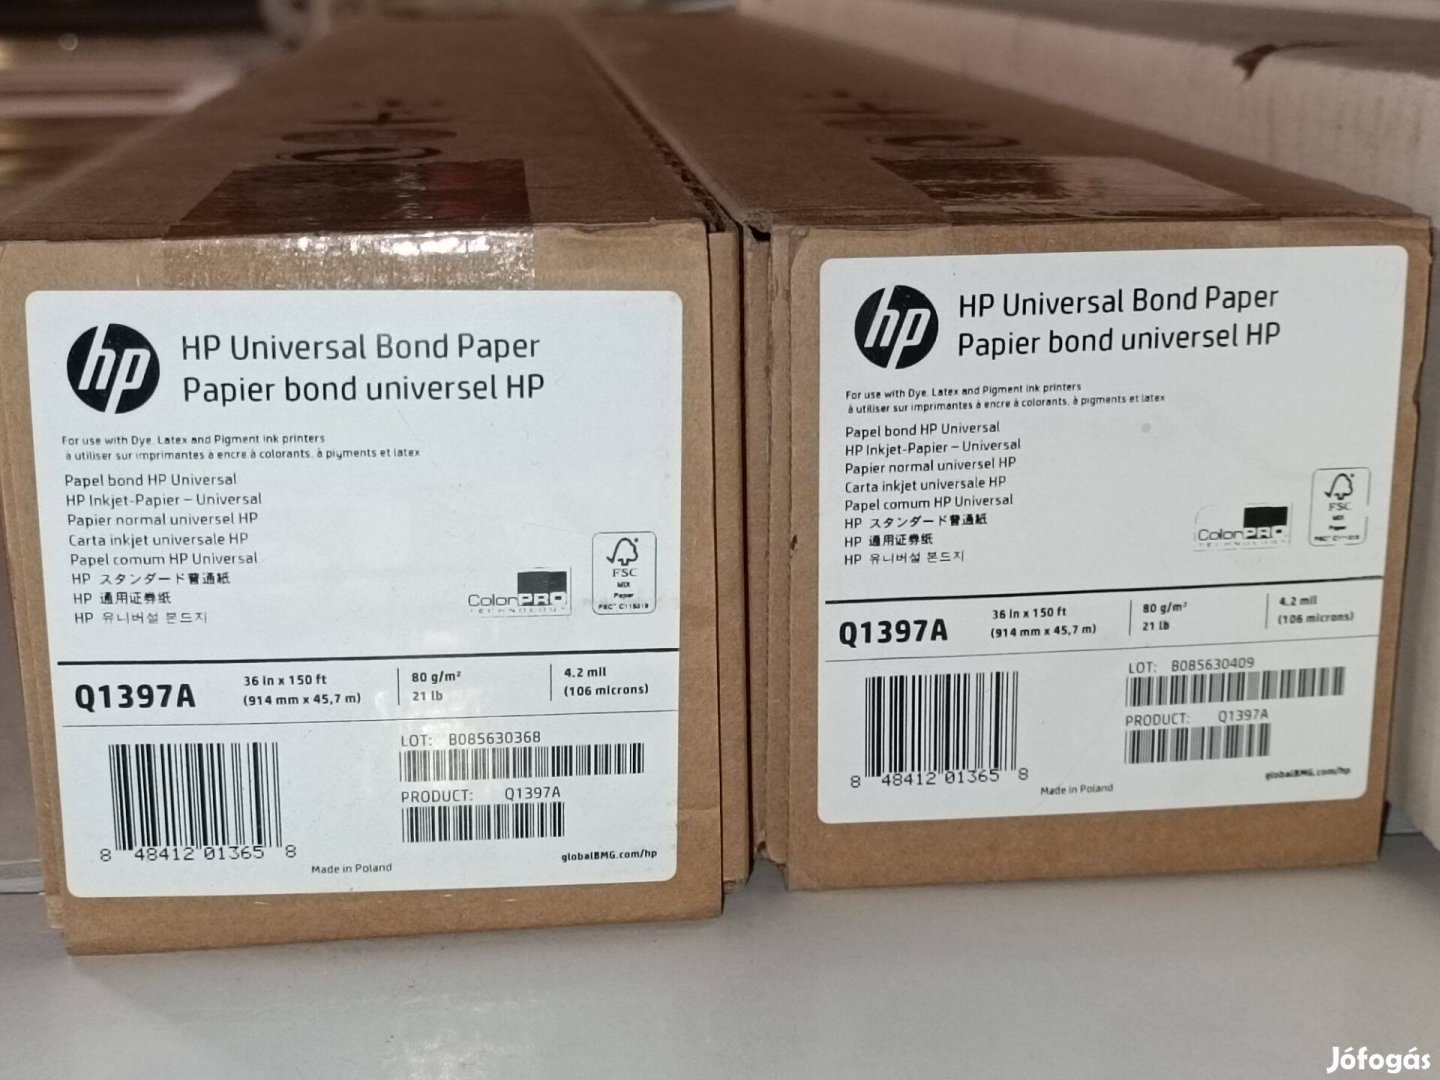 hp
HP Universal Bond Paper
Papier bond universel HP
For use with Dye, Latex and Pigment ink printers
à utiliser sur imprimantes à encre à colorants, à pigments et latex
Papel bond HP Universal
HP Inkjet-Papier – Universal
Papier normal universel HP
Carta inkjet universale HP
Papel comum HP Universal
HP スタンダード普通紙
HP 通用证券纸
HP 유니버설 본드지
ColorPRO
TECHNOLOGY
FSC
MIX
Paper
Q1397A
36 in x 150 ft
(914 mm x 45,7 m)
80 g/m²
21 lb
4.2 mil
(106 microns)
LOT: B085630368
PRODUCT: Q1397A
8 48412 01365 8
Made in Poland
globalBMG.com/hp
hp
HP Universal Bond Paper
Papier bond universel HP
For use with Dye, Latex and Pigment ink printers
à utiliser sur imprimantes à encre à colorants, à pigments et latex
Papel bond HP Universal
HP Inkjet-Papier – Universal
Papier normal universel HP
Carta inkjet universale HP
Papel comum HP Universal
HP スタンダード普通紙
HP 通用证券纸
HP 유니버설 본드지
ColorPRO
TECHNOLOGY
FSC
MIX
Paper
Q1397A
36 in x 150 ft
(914 mm x 45,7 m)
80 g/m²
21 lb
4.2 mil
(106 microns)
LOT: B085630409
PRODUCT: Q1397A
8 48412 01365 8
Made in Poland
globalBMG.com/hp
Jófogás